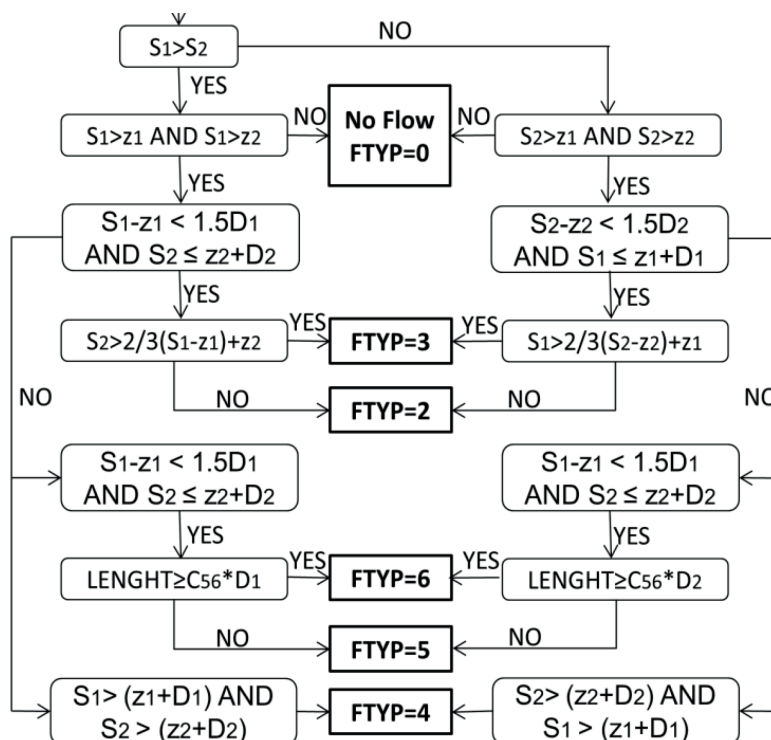 S1>S2
NO
YES
S1>z1 AND S1>z2
NO
No Flow
FTYP=0
NO
S2>z1 AND S2>z2
YES
YES
S1-z1 < 1.5D1
AND S2 ≤ z2+D2
S2-z2 < 1.5D2
AND S1 ≤ z1+D1
YES
YES
S2>2/3(S1-z1)+z2
YES
FTYP=3
YES
S1>2/3(S2-z2)+z1
NO
NO
FTYP=2
NO
NO
S1-z1 < 1.5D1
AND S2 ≤ z2+D2
S1-z1 < 1.5D1
AND S2 ≤ z2+D2
YES
YES
LENGHT≥C56*D1
YES
FTYP=6
YES
LENGHT≥C56*D2
NO
FTYP=5
NO
S1> (z1+D1) AND
S2 > (z2+D2)
FTYP=4
S2> (z2+D2) AND
S1 > (z1+D1)